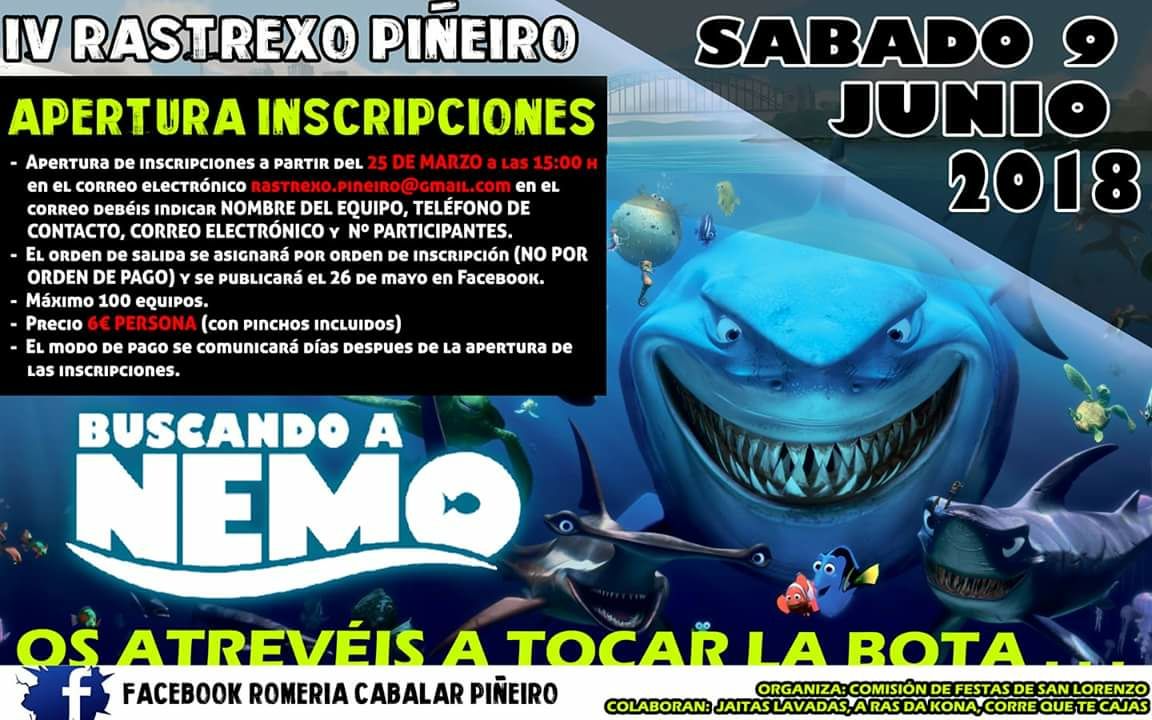 IV RASTREXO PIÑEIRO
SABADO 9
JUNIO
2018
APERTURA INSCRIPCIONES
- APERTURA DE INSCRIPCIONES A PARTIR DEL 25 DE MARZO A LAS 15:00 H
EN EL CORREO ELECTRÓNICO RASTREXO.PINEIRO@GMAIL.COM EN EL
CORREO DEBÉIS INDICAR NOMBRE DEL EQUIPO, TELÉFONO DE
CONTACTO, CORREO ELECTRÓNICO Y Nº PARTICIPANTES.
- EL ORDEN DE SALIDA SE ASIGNARÁ POR ORDEN DE INSCRIPCIÓN (NO POR
ORDEN DE PAGO) Y SE PUBLICARÁ EL 26 DE MAYO EN FACEBOOK.
- MÁXIMO 100 EQUIPOS.
- PRECIO 6€ PERSONA (CON PINCHOS INCLUIDOS)
- EL MODO DE PAGO SE COMUNICARÁ DÍAS DESPUES DE LA APERTURA DE
LAS INSCRIPCIONES.
BUSCANDO A
NEMO
OS ATREVÉIS A TOCAR LA BOTA . . .
f FACEBOOK ROMERIA CABALAR PIÑEIRO
ORGANIZA: COMISIÓN DE FESTAS DE SAN LORENZO
COLABORAN: JAITAS LAVADAS, A RAS DA KONA, CORRE QUE TE CAJAS